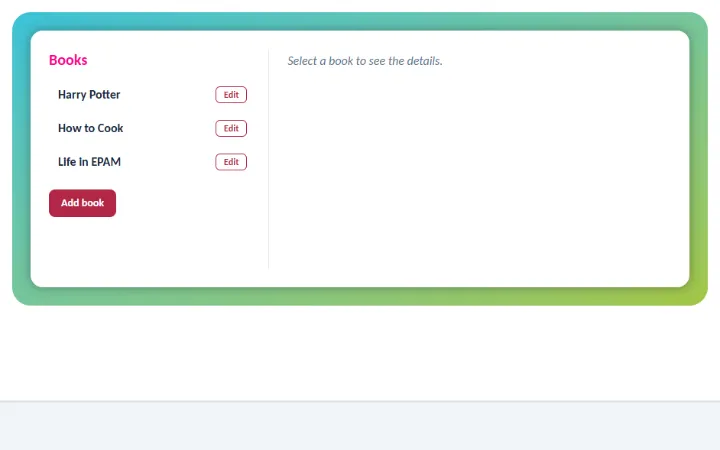 Books
Harry Potter
Edit
How to Cook
Edit
Life in EPAM
Edit
Add book
Select a book to see the details.